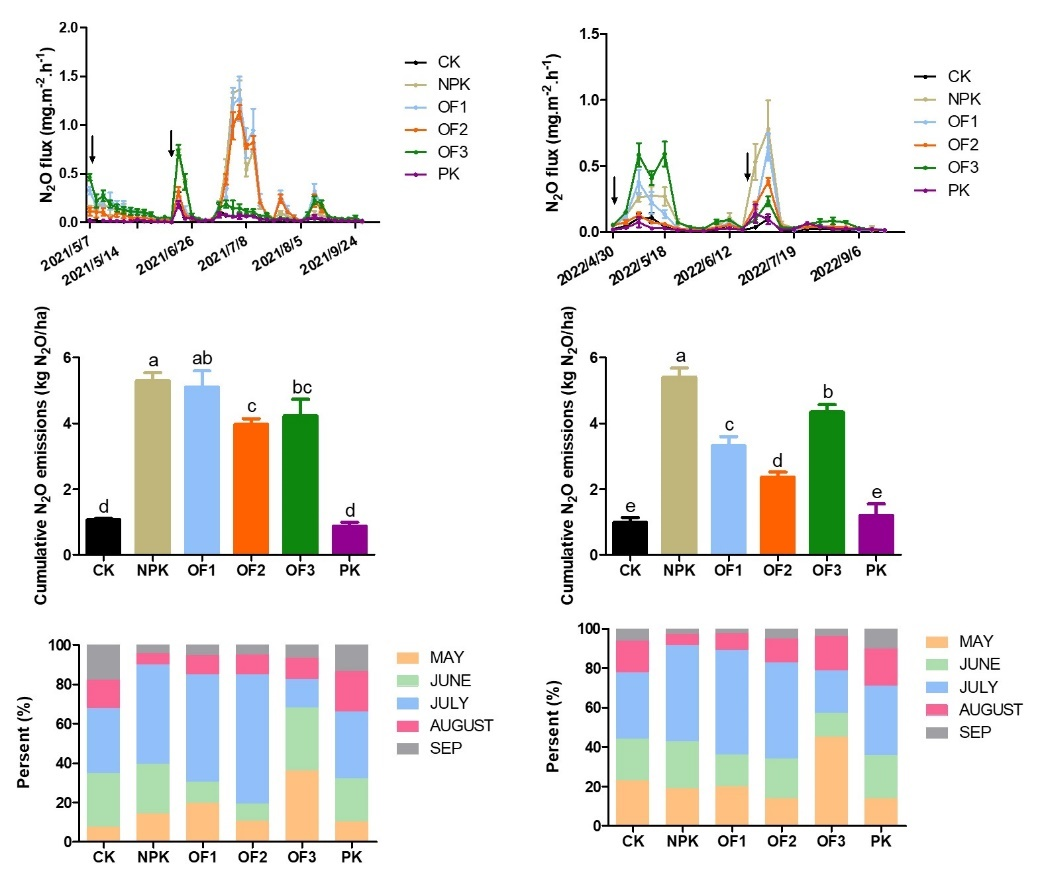 N₂O flux (mg.m⁻².h⁻¹)
2.0
1.5
1.0
0.5
0.0
2021/5/7
2021/5/14
2021/6/26
2021/7/8
2021/8/5
2021/9/24
CK
NPK
OF1
OF2
OF3
PK
N₂O flux (mg.m⁻².h⁻¹)
1.5
1.0
0.5
0.0
2022/4/30
2022/5/18
2022/6/12
2022/7/19
2022/9/6
CK
NPK
OF1
OF2
OF3
PK
Cumulative N₂O emissions (kg N₂O/ha)
6
4
2
0
d
a
ab
c
bc
d
CK NPK OF1 OF2 OF3 PK
Cumulative N₂O emissions (kg N₂O/ha)
6
4
2
0
e
a
c
d
b
e
CK NPK OF1 OF2 OF3 PK
Persent (%)
100
80
60
40
20
0
CK NPK OF1 OF2 OF3 PK
MAY
JUNE
JULY
AUGUST
SEP
Persent (%)
100
80
60
40
20
0
CK NPK OF1 OF2 OF3 PK
MAY
JUNE
JULY
AUGUST
SEP